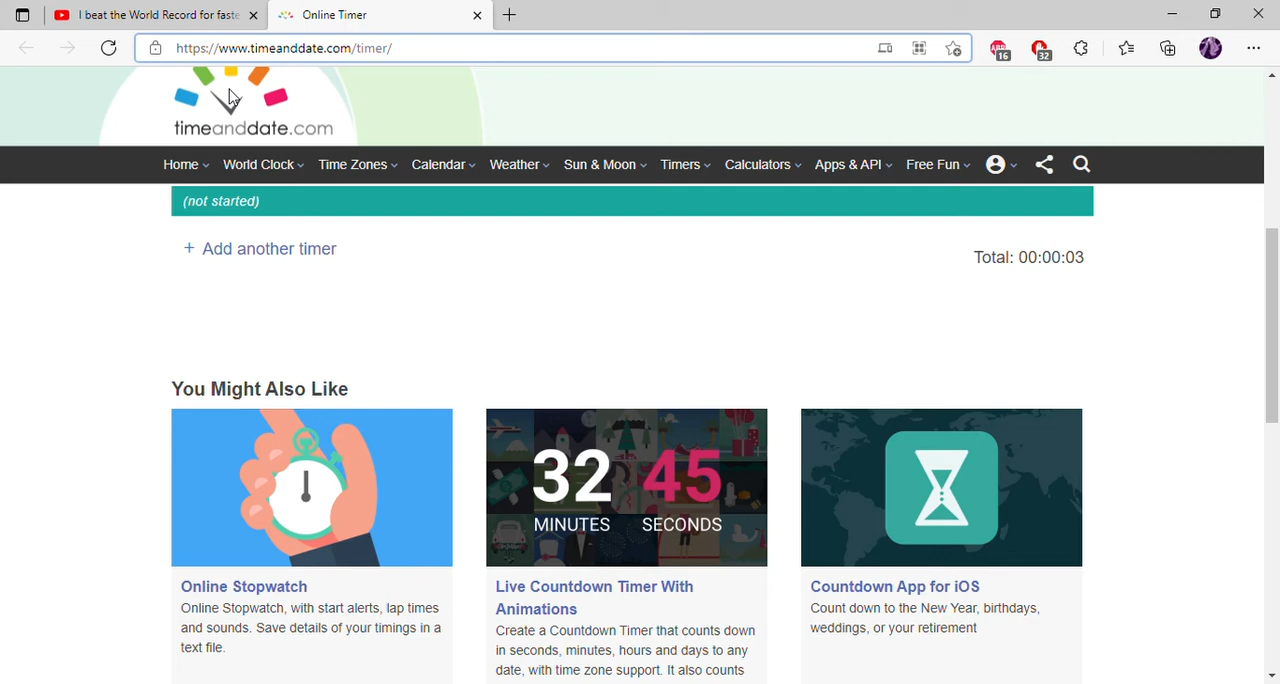 I beat the World Record for faste
Online Timer
https://www.timeanddate.com/timer/
16
32
timeanddate.com
Home World Clock Time Zones Calendar Weather Sun & Moon Timers Calculators Apps & API Free Fun
(not started)
+ Add another timer
Total: 00:00:03
You Might Also Like
32 45
MINUTES SECONDS
Online Stopwatch
Online Stopwatch, with start alerts, lap times
and sounds. Save details of your timings in a
text file.
Live Countdown Timer With
Animations
Create a Countdown Timer that counts down
in seconds, minutes, hours and days to any
date, with time zone support. It also counts
Countdown App for iOS
Count down to the New Year, birthdays,
weddings, or your retirement